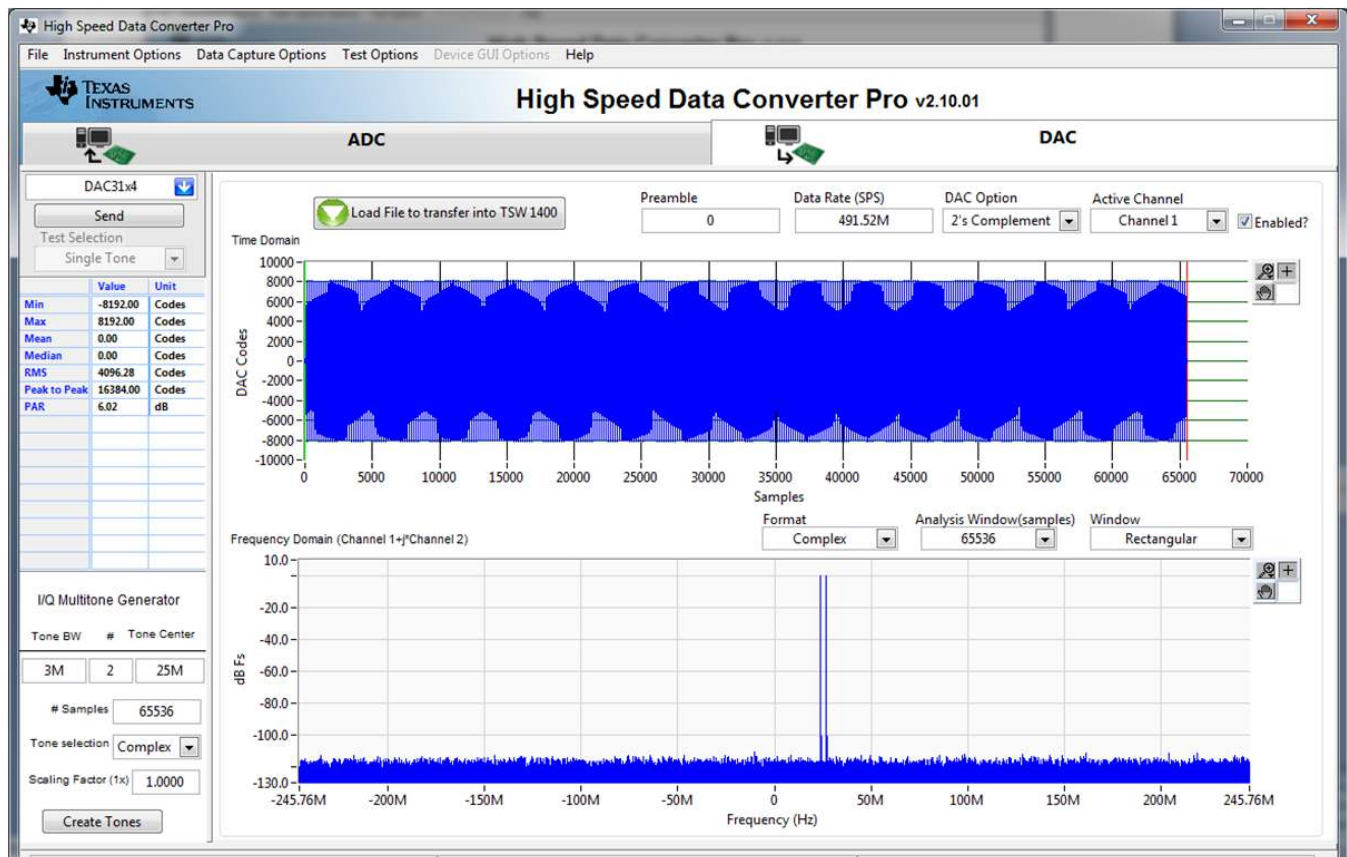 High Speed Data Converter Pro
File Instrument Options Data Capture Options Test Options Device GUI Options Help
TEXAS INSTRUMENTS
High Speed Data Converter Pro v2.10.01
ADC
DAC
DAC31x4
Send
Test Selection
Single Tone
Value Unit
Min -8192.00 Codes
Max 8192.00 Codes
Mean 0.00 Codes
Median 0.00 Codes
RMS 4096.28 Codes
Peak to Peak 16384.00 Codes
PAR 6.02 dB
I/Q Multitone Generator
Tone BW # Tone Center
3M 2 25M
# Samples 65536
Tone selection Complex
Scaling Factor (1x) 1.0000
Create Tones
Load File to transfer into TSW 1400
Preamble
0
Data Rate (SPS)
491.52M
DAC Option
2's Complement
Active Channel
Channel 1
Enabled?
Time Domain
DAC Codes
10000
8000
6000
4000
2000
0
-2000
-4000
-6000
-8000
-10000
0 5000 10000 15000 20000 25000 30000 35000 40000 45000 50000 55000 60000 65000 70000
Samples
Format
Complex
Analysis Window(samples)
65536
Window
Rectangular
Frequency Domain (Channel 1+j*Channel 2)
dB Fs
10.0
-20.0
-40.0
-60.0
-80.0
-100.0
-130.0
-245.76M -200M -150M -100M -50M 0 50M 100M 150M 200M 245.76M
Frequency (Hz)